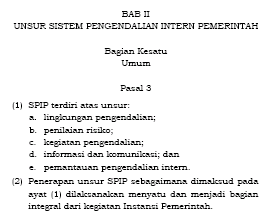 BAB II
UNSUR SISTEM PENGENDALIAN INTERN PEMERINTAH
Bagian Kesatu
Umum
Pasal 3
(1) SPIP terdiri atas unsur:
a. lingkungan pengendalian;
b. penilaian risiko;
c. kegiatan pengendalian;
d. informasi dan komunikasi; dan
e. pemantauan pengendalian intern.
(2) Penerapan unsur SPIP sebagaimana dimaksud pada
ayat (1) dilaksanakan menyatu dan menjadi bagian
integral dari kegiatan Instansi Pemerintah.